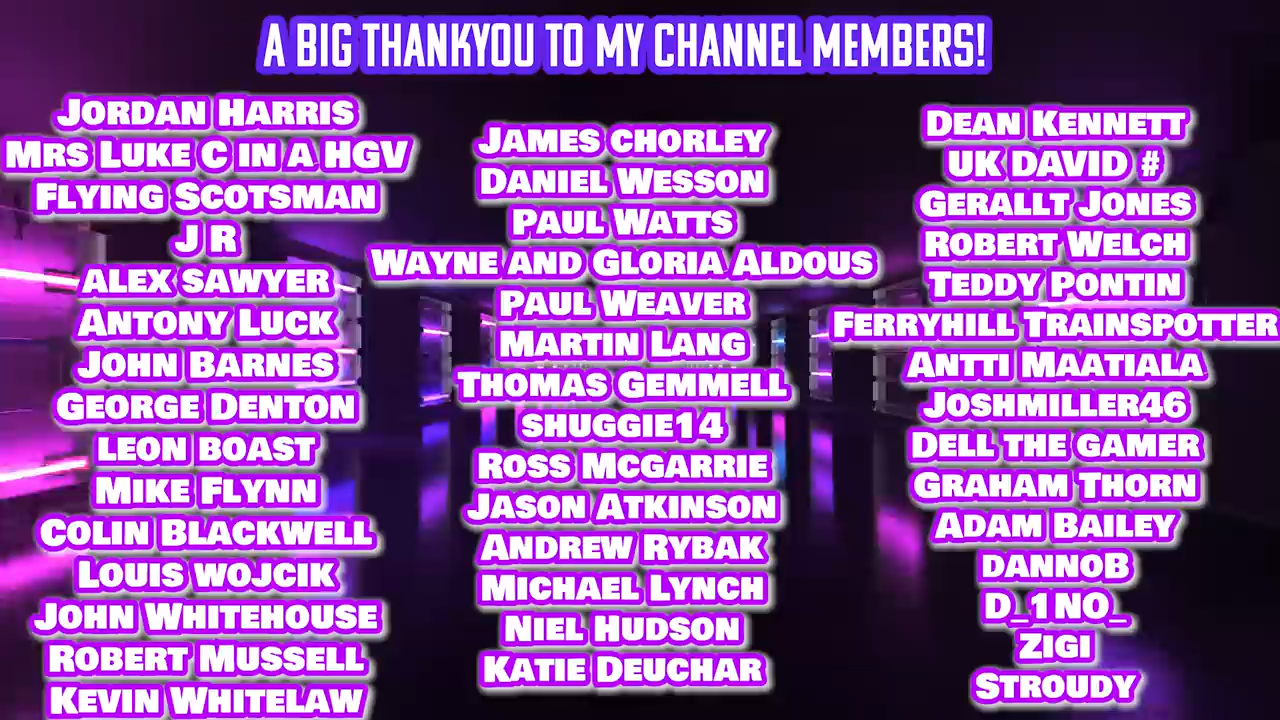 A BIG THANKYOU TO MY CHANNEL MEMBERS!
Jordan Harris
Mrs Luke C in a HGV
Flying Scotsman
J R
alex sawyer
Antony Luck
John Barnes
George Denton
leon boast
Mike Flynn
Colin Blackwell
Louis wojcik
John Whitehouse
Robert Mussell
Kevin Whitelaw
James chorley
Daniel Wesson
Paul Watts
Wayne and Gloria Aldous
Paul Weaver
Martin Lang
Thomas Gemmell
shuggie14
Ross Mcgarrie
Jason Atkinson
Andrew Rybak
Michael Lynch
Niel Hudson
Katie Deuchar
Dean Kennett
UK DAVID #
Gerallt Jones
Robert Welch
Teddy Pontin
Ferryhill Trainspotter
Antti Maatiala
Joshmiller46
Dell the gamer
Graham Thorn
Adam Bailey
dannoB
D_1NO_
Zigi
Stroudy